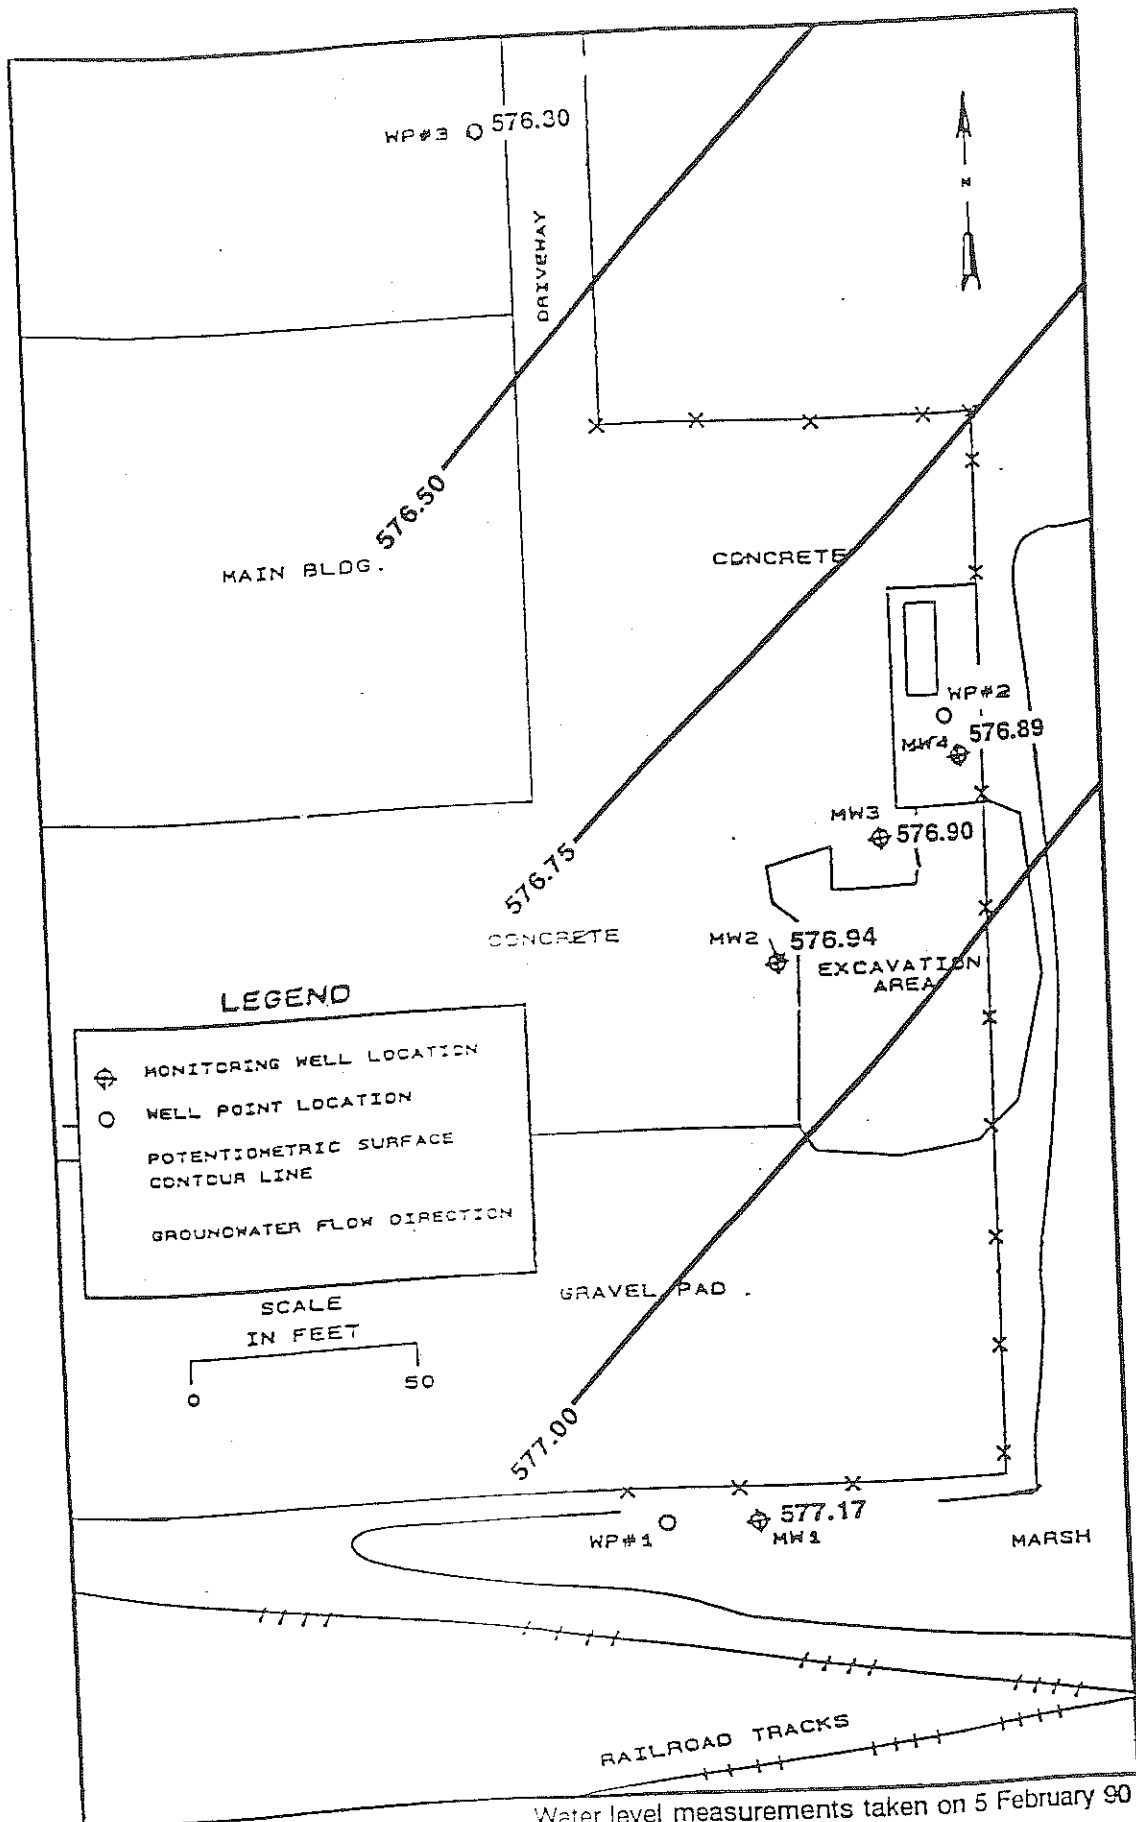 WP#3 576.30
N
DRIVEWAY
576.50
MAIN BLDG.
CONCRETE
WP#2
MW4 576.89
MW3 576.90
576.75
CONCRETE
MW2 576.94
EXCAVATION
AREA
LEGEND
MONITORING WELL LOCATION
WELL POINT LOCATION
POTENTIOMETRIC SURFACE
CONTOUR LINE
GROUNDWATER FLOW DIRECTION
SCALE
IN FEET
0 50
GRAVEL PAD .
577.00
WP#1
577.17
MW1
MARSH
RAILROAD TRACKS
Water level measurements taken on 5 February 90